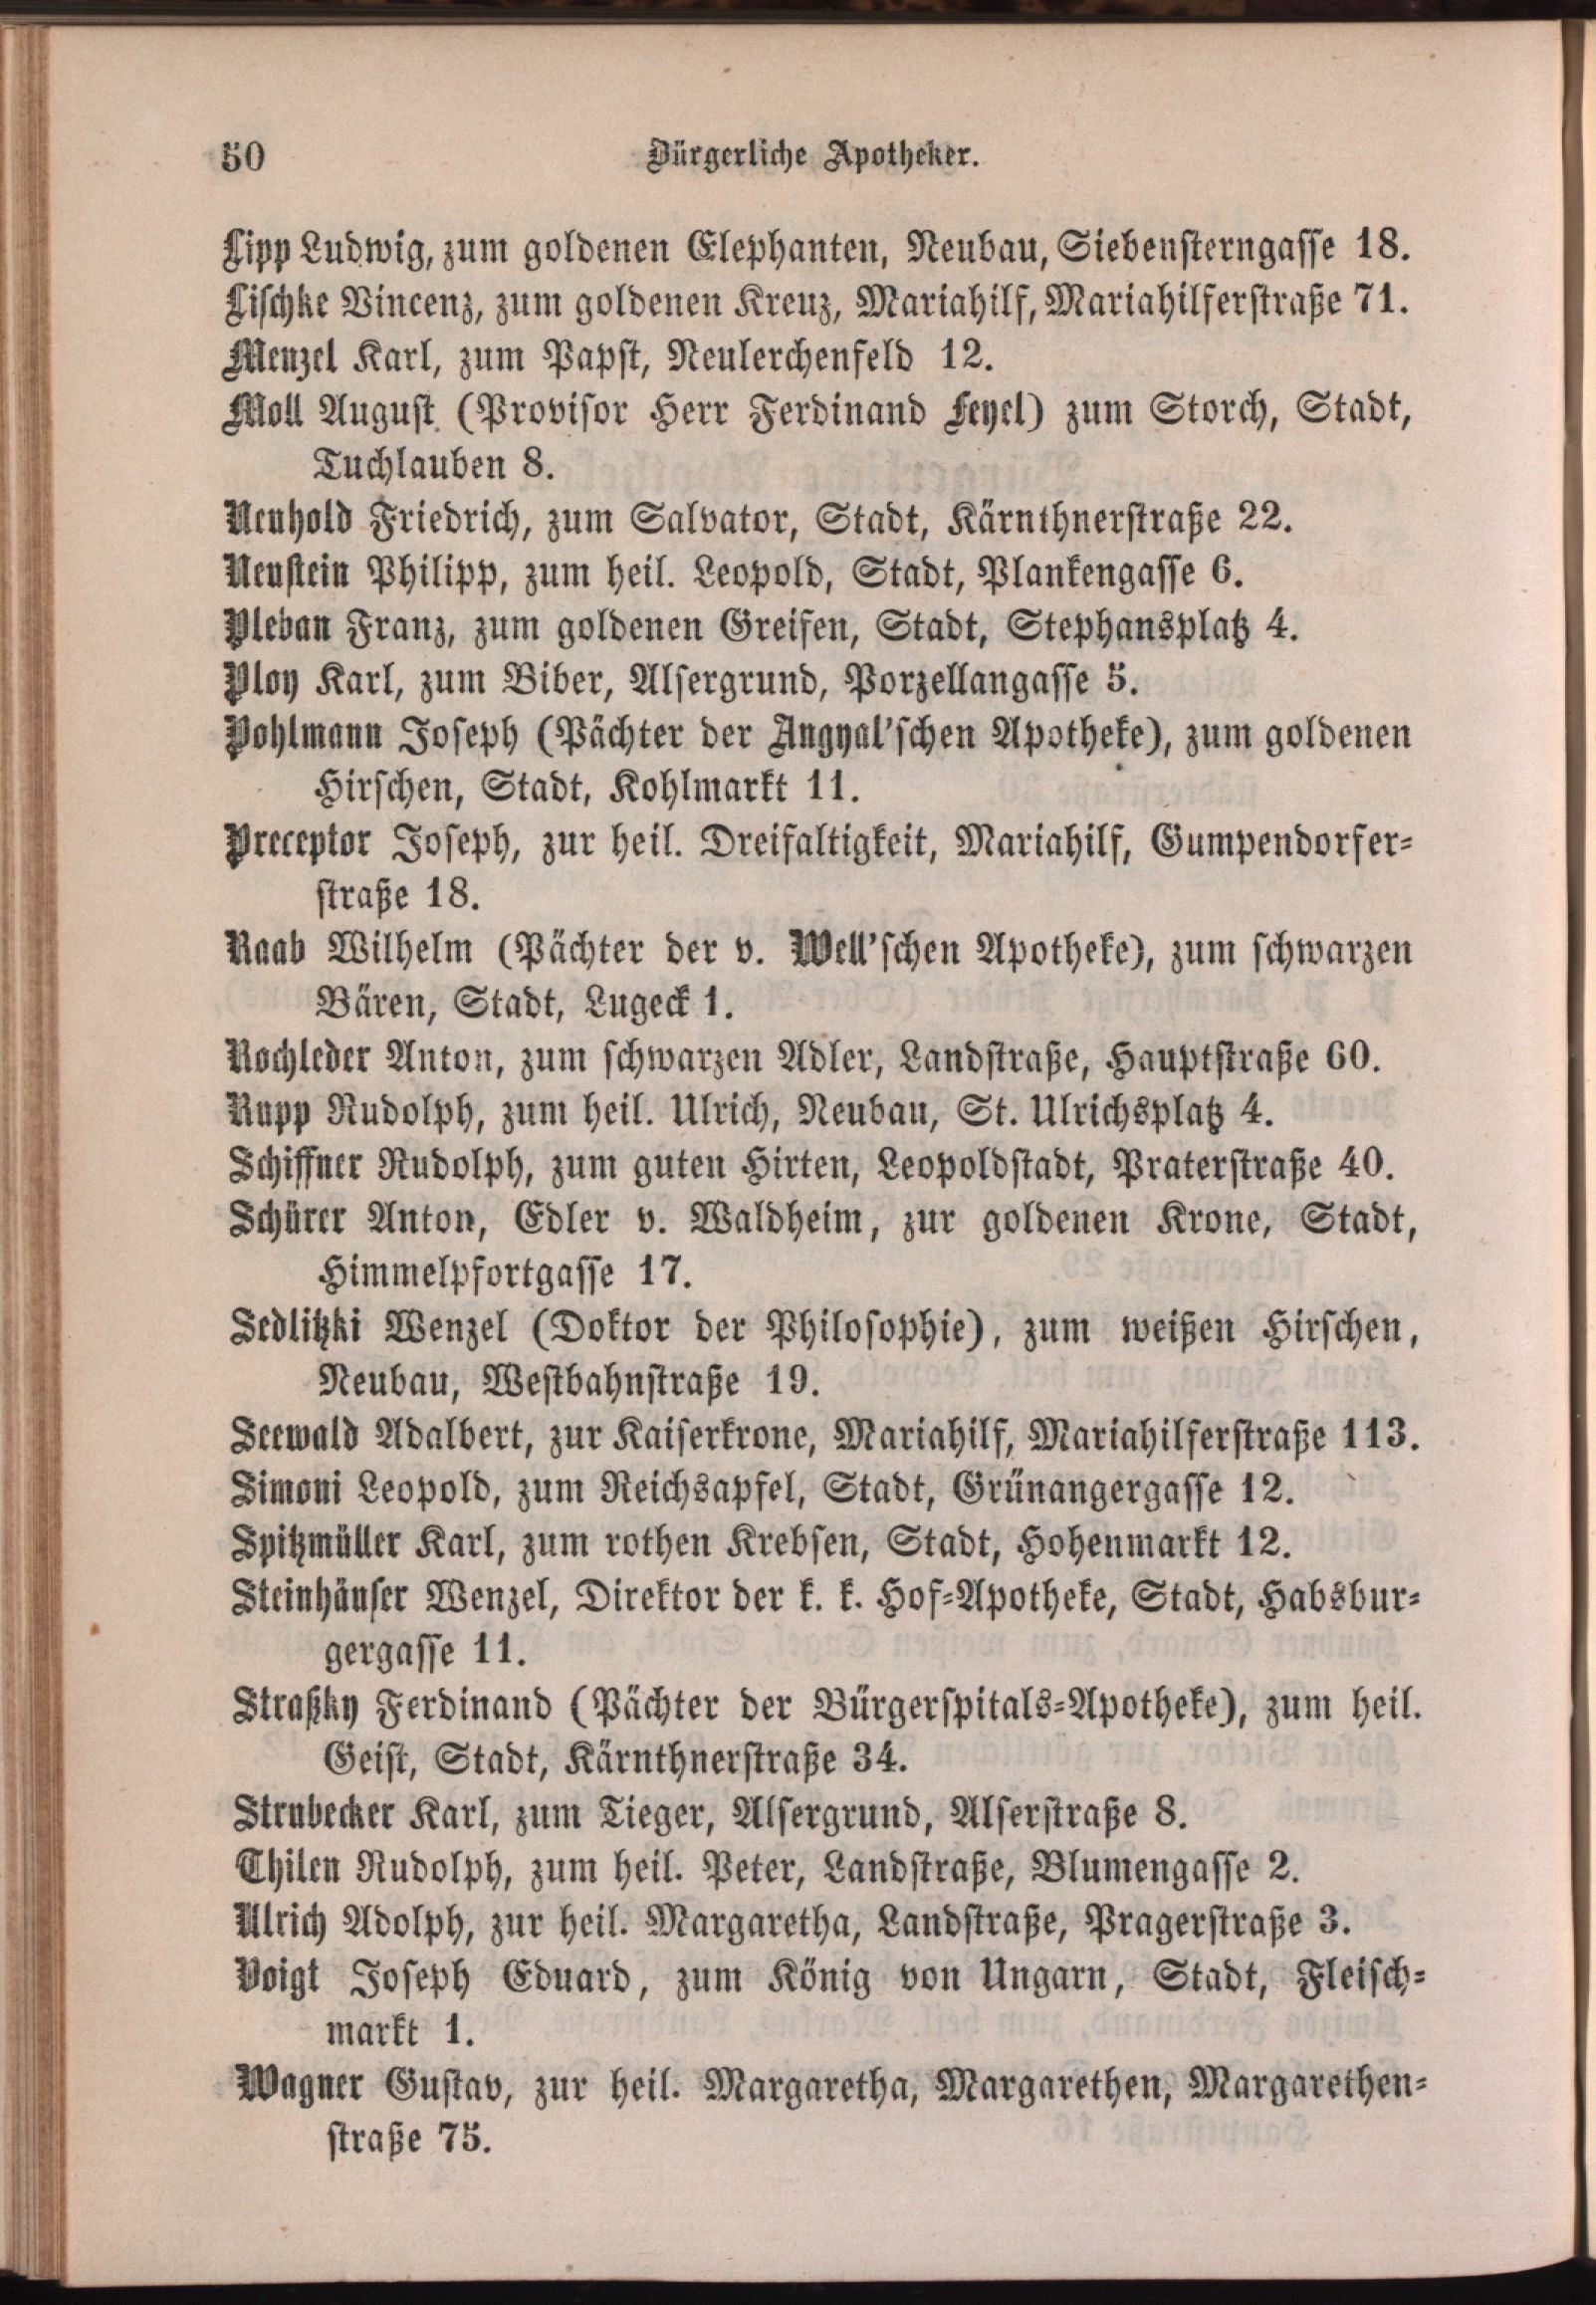 50
Bürgerliche Apotheker.
Lipp Ludwig, zum goldenen Elephanten, Neubau, Siebensterngasse 18.
Lischke Vincenz, zum goldenen Kreuz, Mariahilf, Mariahilferstraße 71.
Menzel Karl, zum Papst, Neulerchenfeld 12.
Moll August (Provisor Herr Ferdinand Feyel) zum Storch, Stadt,
Tuchlauben 8.
Neuhold Friedrich, zum Salvator, Stadt, Kärnthnerstraße 22.
Neustein Philipp, zum heil. Leopold, Stadt, Plankengasse 6.
Pleban Franz, zum goldenen Greifen, Stadt, Stephansplatz 4.
Ploy Karl, zum Biber, Alsergrund, Porzellangasse 5.
Pohlmann Joseph (Pächter der Angyal'schen Apotheke), zum goldenen
Hirschen, Stadt, Kohlmarkt 11.
Preceptor Joseph, zur heil. Dreifaltigkeit, Mariahilf, Gumpendorfer-
straße 18.
Raab Wilhelm (Pächter der v. Well'schen Apotheke), zum schwarzen
Bären, Stadt, Lugeck 1.
Rochleder Anton, zum schwarzen Adler, Landstraße, Hauptstraße 60.
Rupp Rudolph, zum heil. Ulrich, Neubau, St. Ulrichsplatz 4.
Schiffner Rudolph, zum guten Hirten, Leopoldstadt, Praterstraße 40.
Schürer Anton, Edler v. Waldheim, zur goldenen Krone, Stadt,
Himmelpfortgasse 17.
Sedlitzki Wenzel (Doktor der Philosophie), zum weißen Hirschen,
Neubau, Westbahnstraße 19.
Seewald Adalbert, zur Kaiserkrone, Mariahilf, Mariahilferstraße 113.
Simoni Leopold, zum Reichsapfel, Stadt, Grünangergasse 12.
Spitzmüller Karl, zum rothen Krebsen, Stadt, Hohenmarkt 12.
Steinhäuser Wenzel, Direktor der k. k. Hof-Apotheke, Stadt, Habsbur-
gergasse 11.
Straßky Ferdinand (Pächter der Bürgerspitals-Apotheke), zum heil.
Geist, Stadt, Kärnthnerstraße 34.
Strubecker Karl, zum Tieger, Alsergrund, Alserstraße 8.
Thilen Rudolph, zum heil. Peter, Landstraße, Blumengasse 2.
Ulrich Adolph, zur heil. Margaretha, Landstraße, Pragerstraße 3.
Voigt Joseph Eduard, zum König von Ungarn, Stadt, Fleisch-
markt 1.
Wagner Gustav, zur heil. Margaretha, Margarethen, Margarethen-
straße 75.